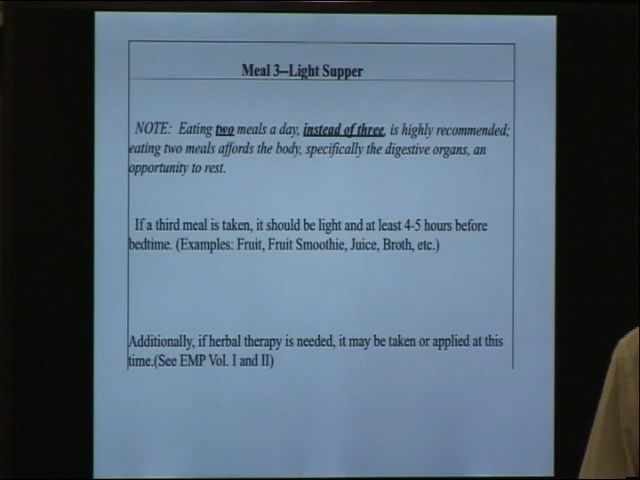 Meal 3--Light Supper
NOTE: Eating two meals a day, instead of three, is highly recommended;
eating two meals affords the body, specifically the digestive organs, an
opportunity to rest.
If a third meal is taken, it should be light and at least 4-5 hours before
bedtime. (Examples: Fruit, Fruit Smoothie, Juice, Broth, etc.)
Additionally, if herbal therapy is needed, it may be taken or applied at this
time.(See EMP Vol. I and II)